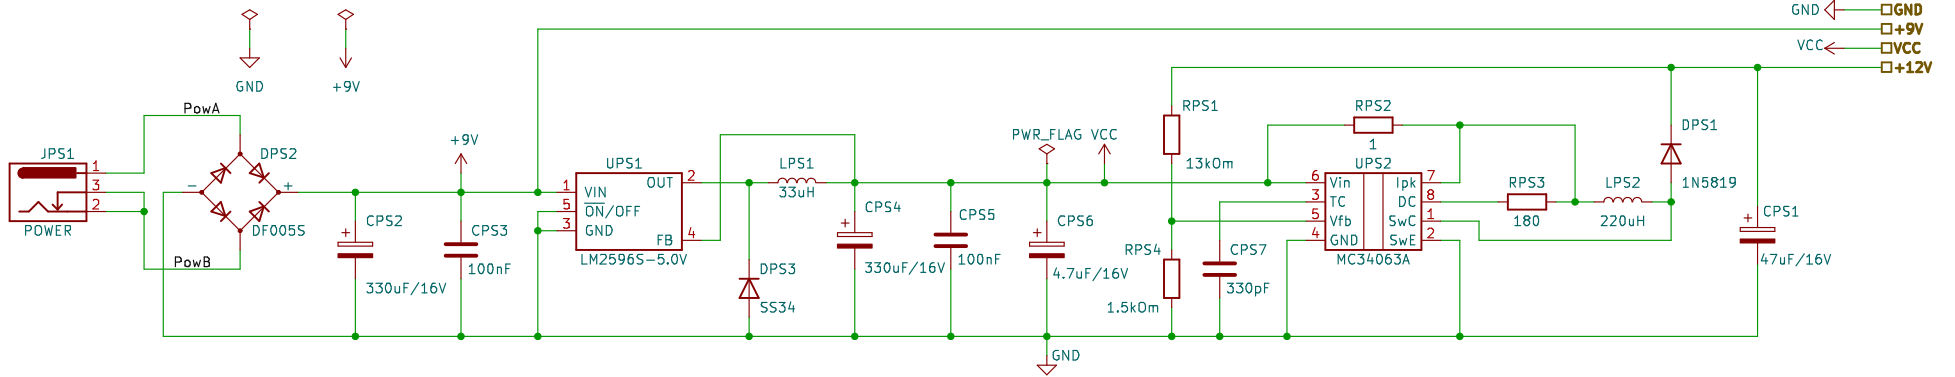 GND
+9V
GND
+9V
VCC
VCC
+12V
GND
+9V
PowA
JPS1
1
3
2
POWER
PowB
DPS2
-
+
DF005S
+9V
CPS2
+
330uF/16V
CPS3
100nF
UPS1
1 VIN
5 ON/OFF
3 GND
OUT 2
FB 4
LM2596S-5.0V
LPS1
33uH
DPS3
SS34
CPS4
+
330uF/16V
CPS5
100nF
PWR_FLAG VCC
CPS6
+
4.7uF/16V
GND
RPS1
13kOm
RPS4
1.5kOm
CPS7
330pF
RPS2
1
UPS2
6 Vin
3 TC
5 Vfb
4 GND
Ipk 7
DC 8
SwC 1
SwE 2
MC34063A
RPS3
180
LPS2
220uH
DPS1
1N5819
CPS1
+
47uF/16V